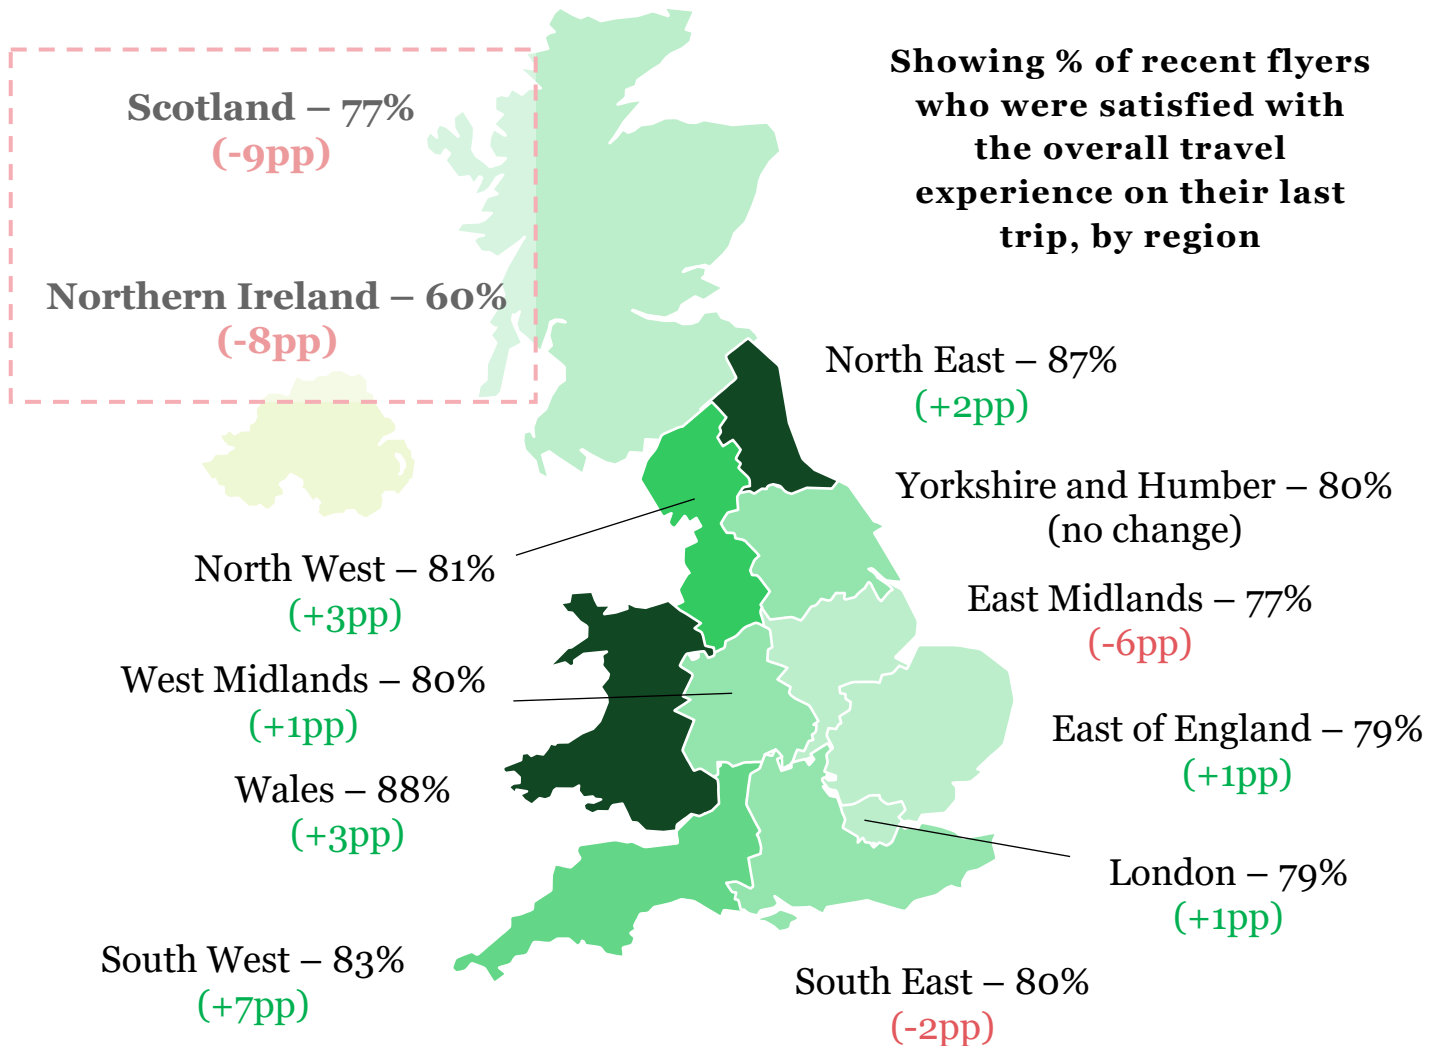 Showing % of recent flyers
who were satisfied with
the overall travel
experience on their last
trip, by region
Scotland – 77%
(-9pp)
Northern Ireland – 60%
(-8pp)
North East – 87%
(+2pp)
Yorkshire and Humber – 80%
(no change)
North West – 81%
(+3pp)
East Midlands – 77%
(-6pp)
West Midlands – 80%
(+1pp)
East of England – 79%
(+1pp)
Wales – 88%
(+3pp)
London – 79%
(+1pp)
South West – 83%
(+7pp)
South East – 80%
(-2pp)